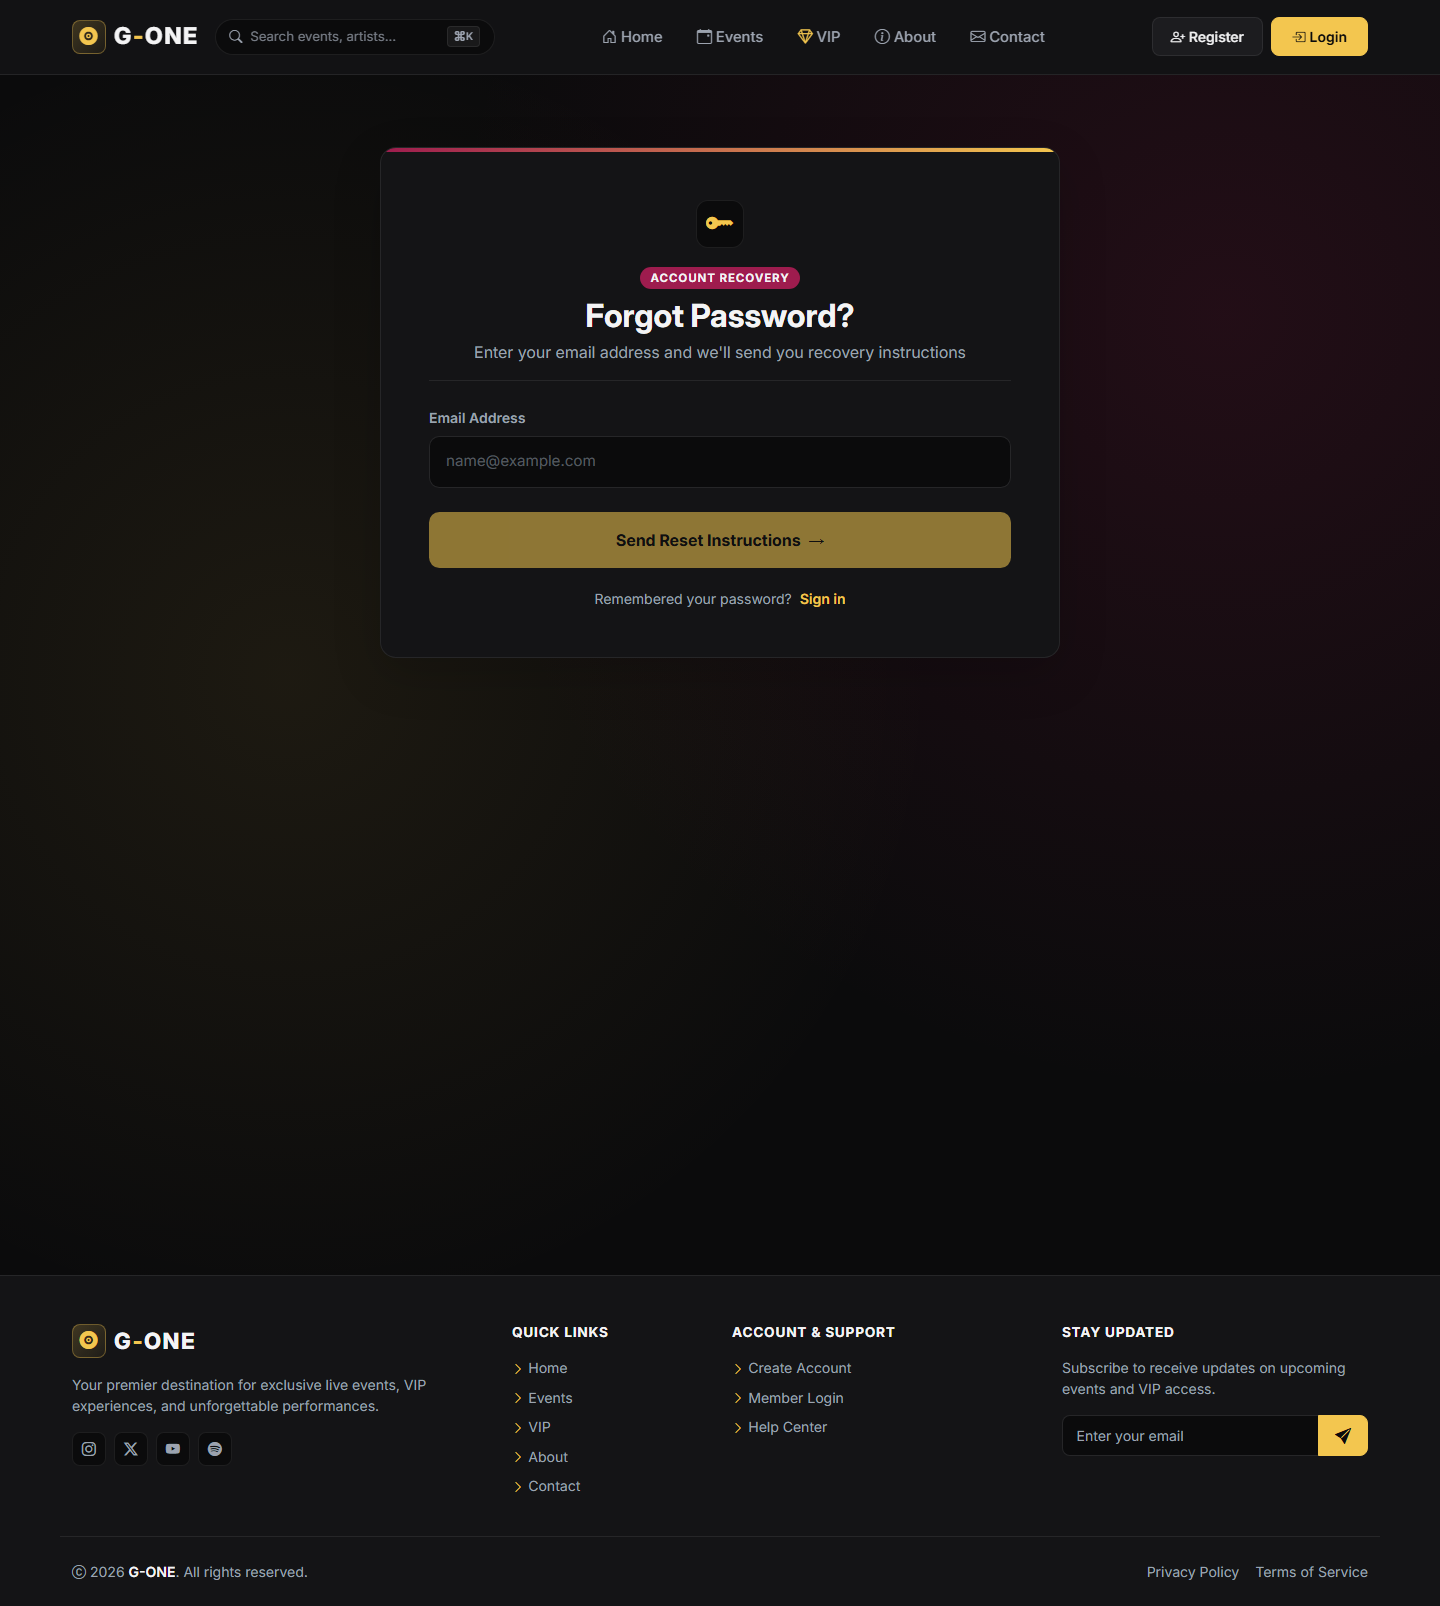 G-ONE
Search events, artists...
⌘K
Home
Events
VIP
About
Contact
Register
Login
ACCOUNT RECOVERY
Forgot Password?
Enter your email address and we'll send you recovery instructions
Email Address
name@example.com
Send Reset Instructions →
Remembered your password? Sign in
G-ONE
Your premier destination for exclusive live events, VIP
experiences, and unforgettable performances.
QUICK LINKS
Home
Events
VIP
About
Contact
ACCOUNT & SUPPORT
Create Account
Member Login
Help Center
STAY UPDATED
Subscribe to receive updates on upcoming
events and VIP access.
Enter your email
© 2026 G-ONE. All rights reserved.
Privacy Policy
Terms of Service